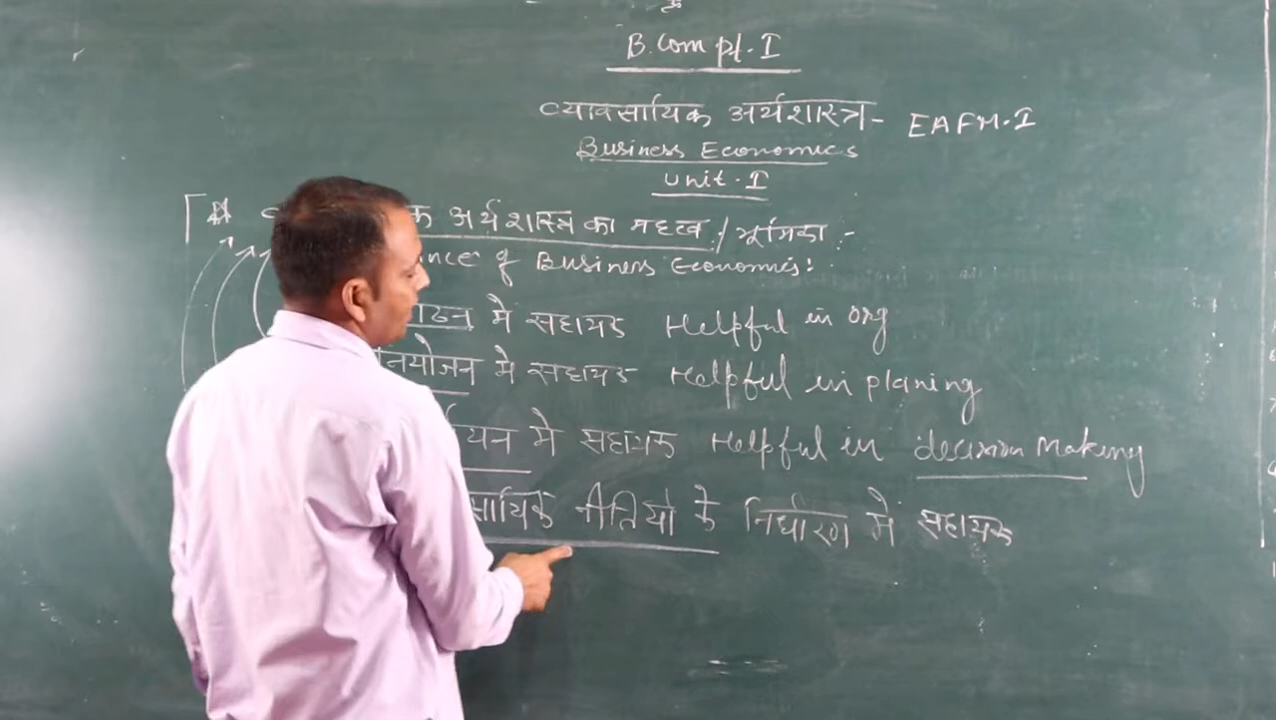 B.Com pt. I
व्यावसायिक अर्थशास्त्र - EAFM-I
Business Economics
Unit-I
अर्थशास्त्र का महत्व:/भूमिका:-
of Business Economics:
में सहायक Helpful in org
नियोजन में सहायक Helpful in planing
में सहायक Helpful in decision making
नीतियो के निर्धारण में सहायक